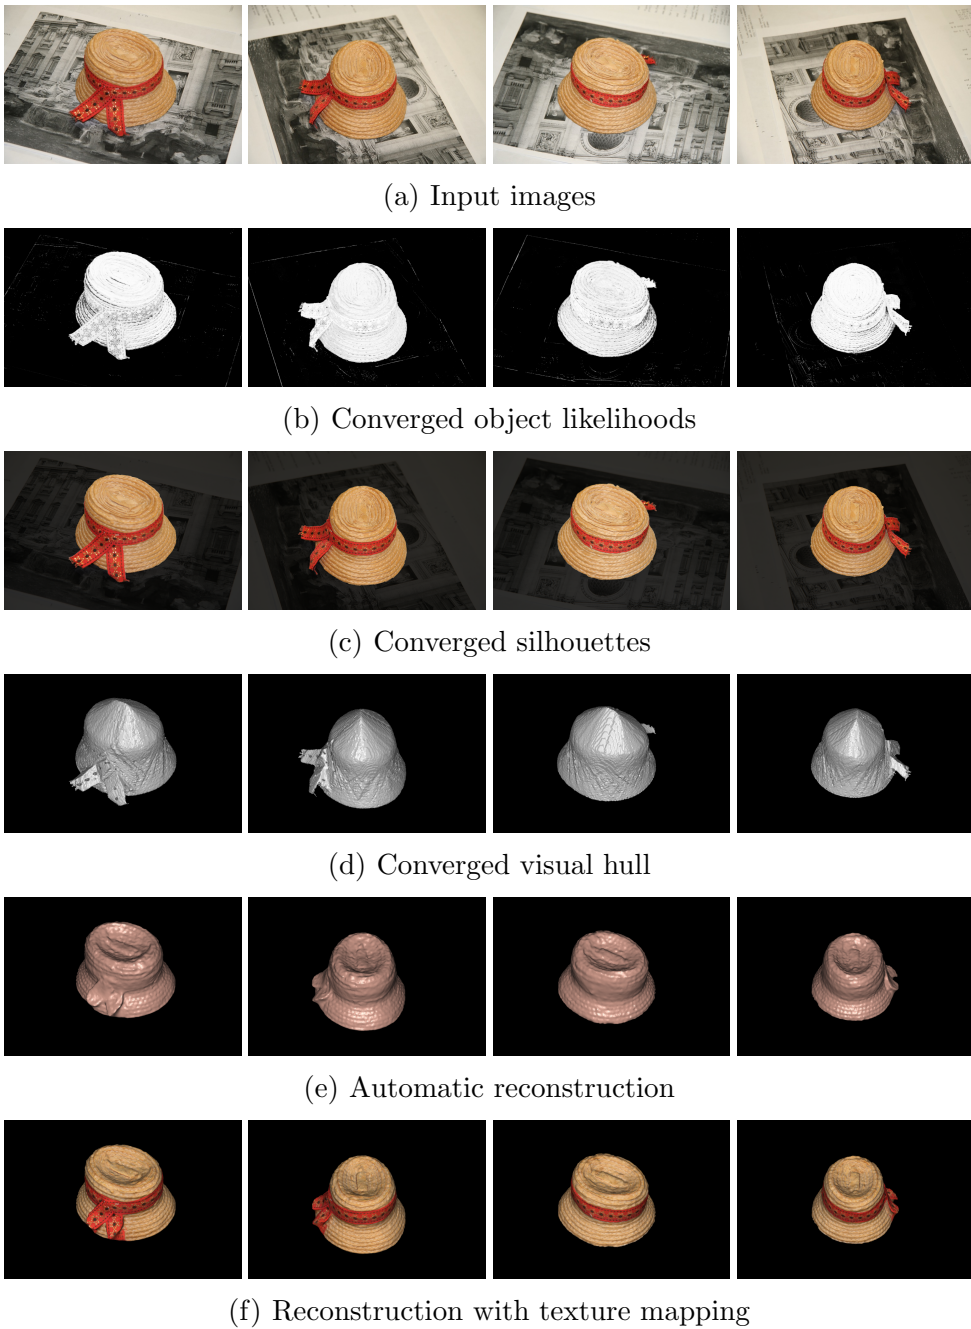 (a) Input images
(b) Converged object likelihoods
(c) Converged silhouettes
(d) Converged visual hull
(e) Automatic reconstruction
(f) Reconstruction with texture mapping